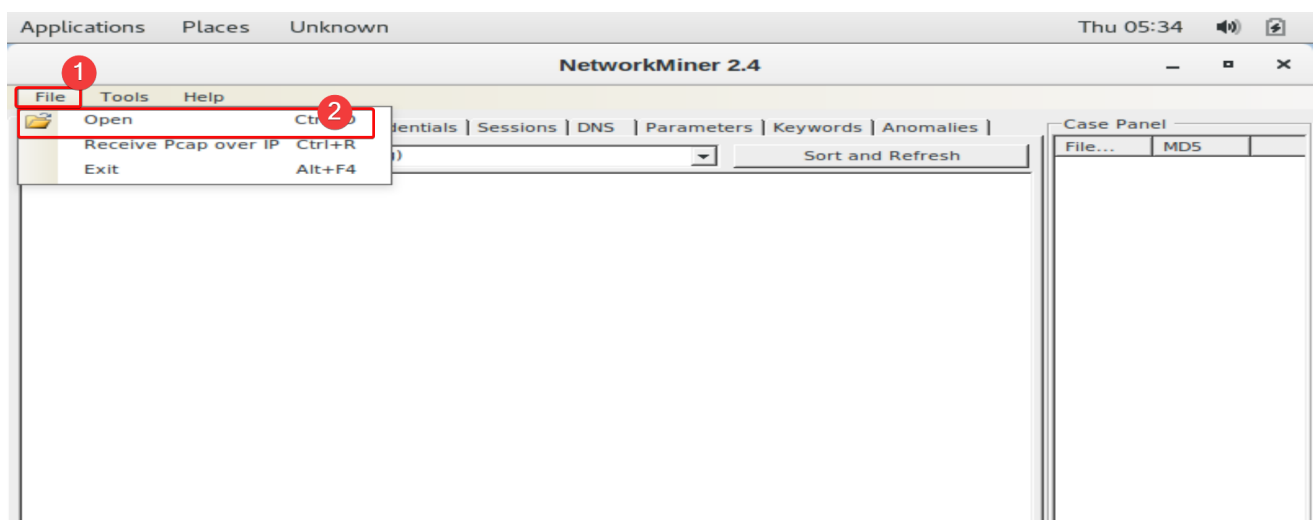 Applications Places Unknown Thu 05:34
NetworkMiner 2.4
1
File Tools Help
2
Open
dentials Sessions DNS Parameters Keywords Anomalies
Case Panel
Receive Pcap over IP Ctrl+R
Sort and Refresh
File... MD5
Exit Alt+F4